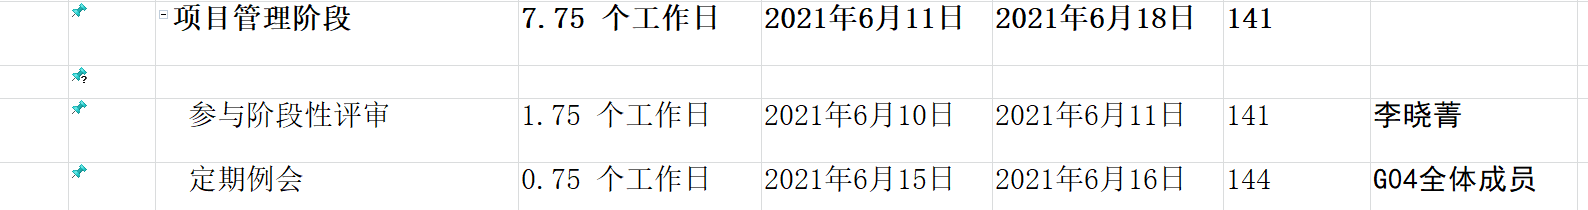 项目管理阶段 7.75 个工作日 2021年6月11日 2021年6月18日 141
参与阶段性评审 1.75 个工作日 2021年6月10日 2021年6月11日 141 李晓菁
定期例会 0.75 个工作日 2021年6月15日 2021年6月16日 144 G04全体成员